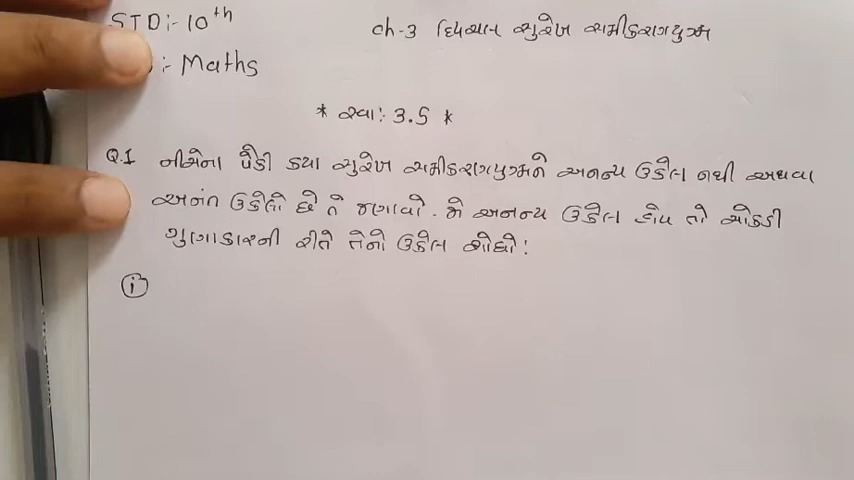 STD:- 10th
ch-3 દ્વિચલ સુરેખ સમીકરણયુગ્મ
:- Maths
* સ્વા: 3.5 *
Q.1 નીચેના પૈકી કયા સુરેખ સમીકરણયુગ્મને અનન્ય ઉકેલ નથી અથવા
અનંત ઉકેલો છે તે જણાવો. જો અનન્ય ઉકેલ હોય તો ચોકડી
ગુણાકારની રીતે તેનો ઉકેલ શોધો!
(i)